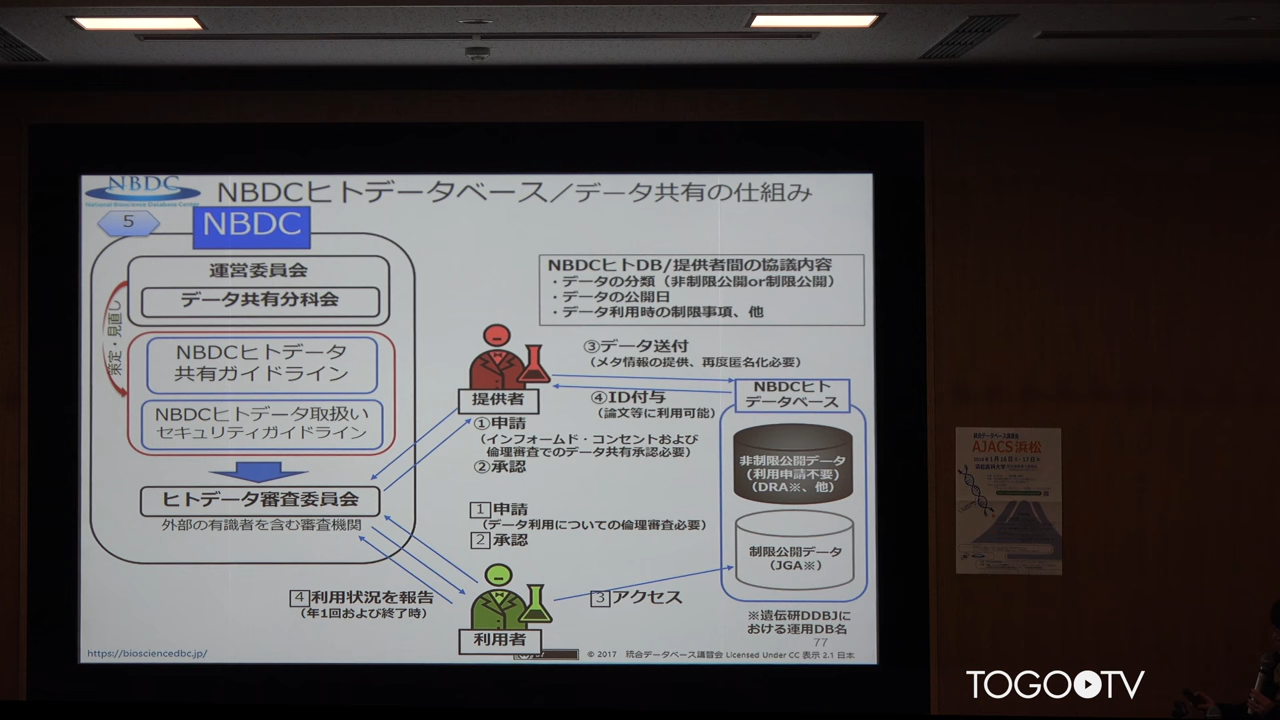 NBDC
National Bioscience Database Center
NBDCヒトデータベース／データ共有の仕組み
5
NBDC
運営委員会
データ共有分科会
策定・見直し
NBDCヒトデータ
共有ガイドライン
NBDCヒトデータ取扱い
セキュリティガイドライン
ヒトデータ審査委員会
外部の有識者を含む審査機関
NBDCヒトDB/提供者間の協議内容
・データの分類（非制限公開or制限公開）
・データの公開日
・データ利用時の制限事項、他
③データ送付
（メタ情報の提供、再度匿名化必要）
④ID付与
（論文等に利用可能）
提供者
①申請
（インフォームド・コンセントおよび
倫理審査でのデータ共有承認必要）
②承認
1 申請
（データ利用についての倫理審査必要）
2 承認
3 アクセス
4 利用状況を報告
（年1回および終了時）
利用者
NBDCヒト
データベース
非制限公開データ
（利用申請不要）
（DRA※、他）
制限公開データ
（JGA※）
※遺伝研DDBJに
おける運用DB名
77
https://biosciencedbc.jp/
© 2017 統合データベース講習会 Licensed Under CC 表示 2.1 日本
統合データベース講習会
AJACS浜松
TOGO TV